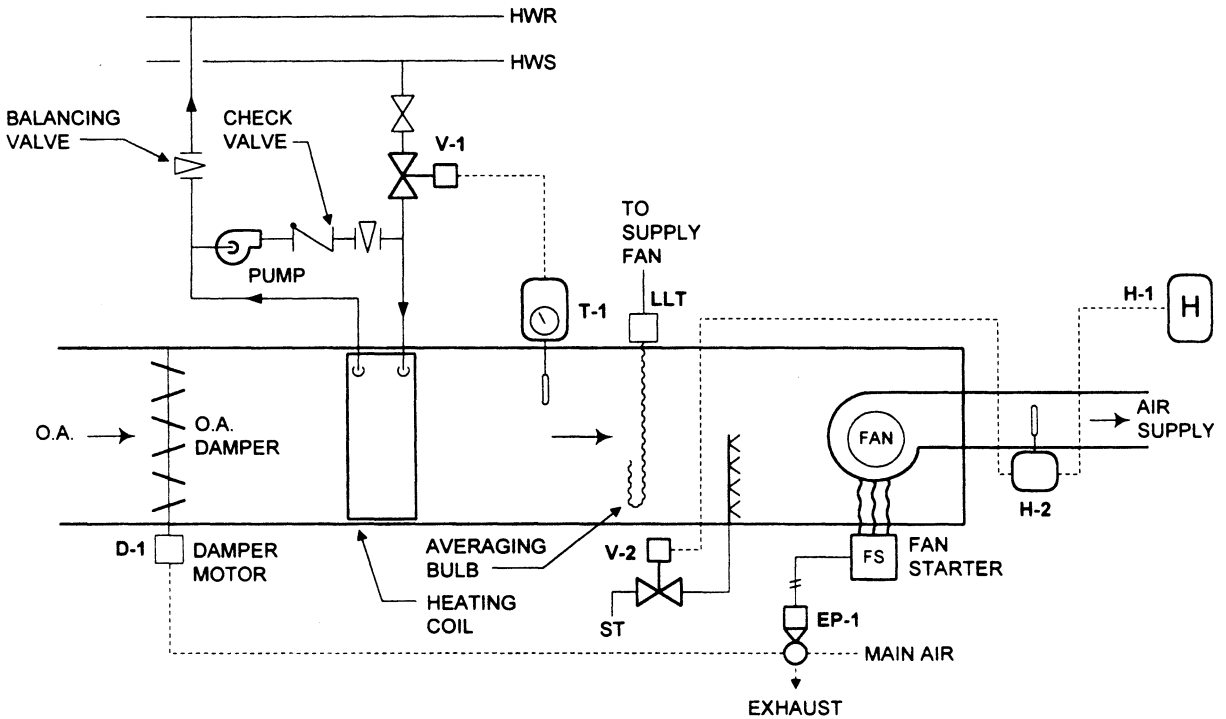 HWR
HWS
BALANCING
VALVE
CHECK
VALVE
V-1
TO
SUPPLY
FAN
PUMP
T-1
LLT
H-1
H
O.A.
O.A.
DAMPER
FAN
AIR
SUPPLY
H-2
D-1
DAMPER
MOTOR
AVERAGING
BULB
V-2
FS
FAN
STARTER
HEATING
COIL
ST
EP-1
MAIN AIR
EXHAUST